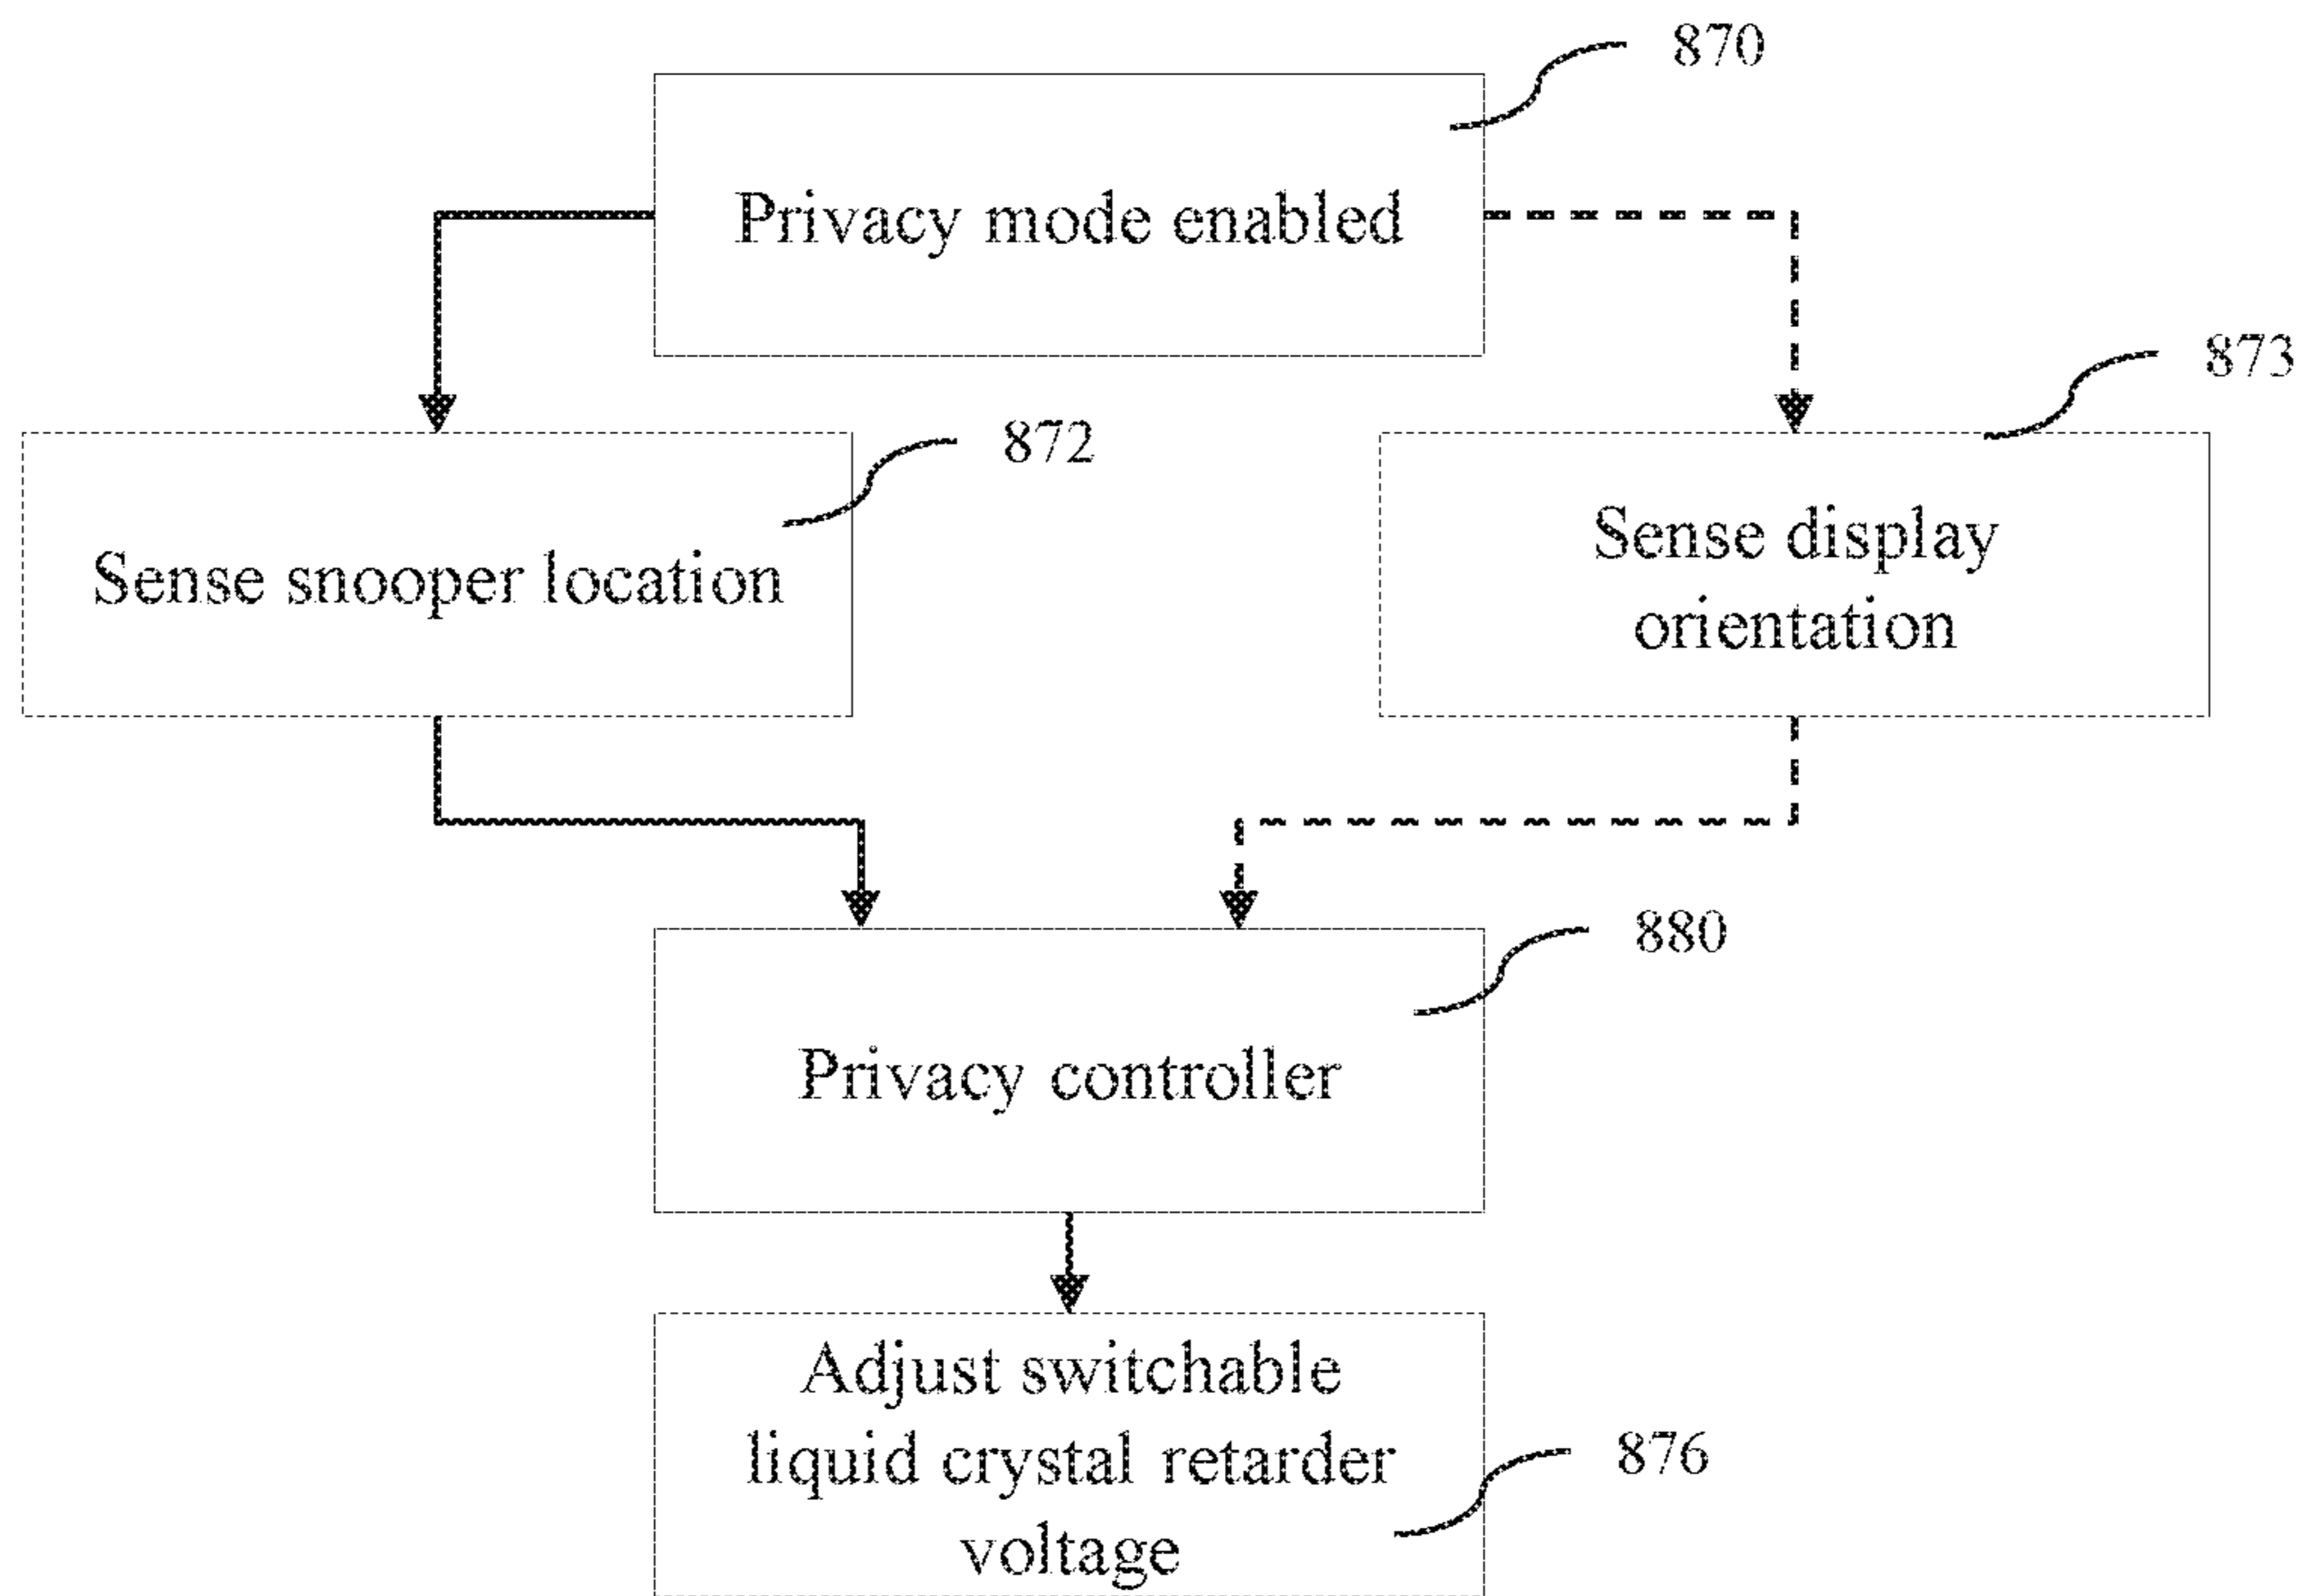 870
Privacy mode enabled
873
872
Sense snooper location
Sense display
orientation
880
Privacy controller
Adjust switchable
liquid crystal retarder
voltage
876